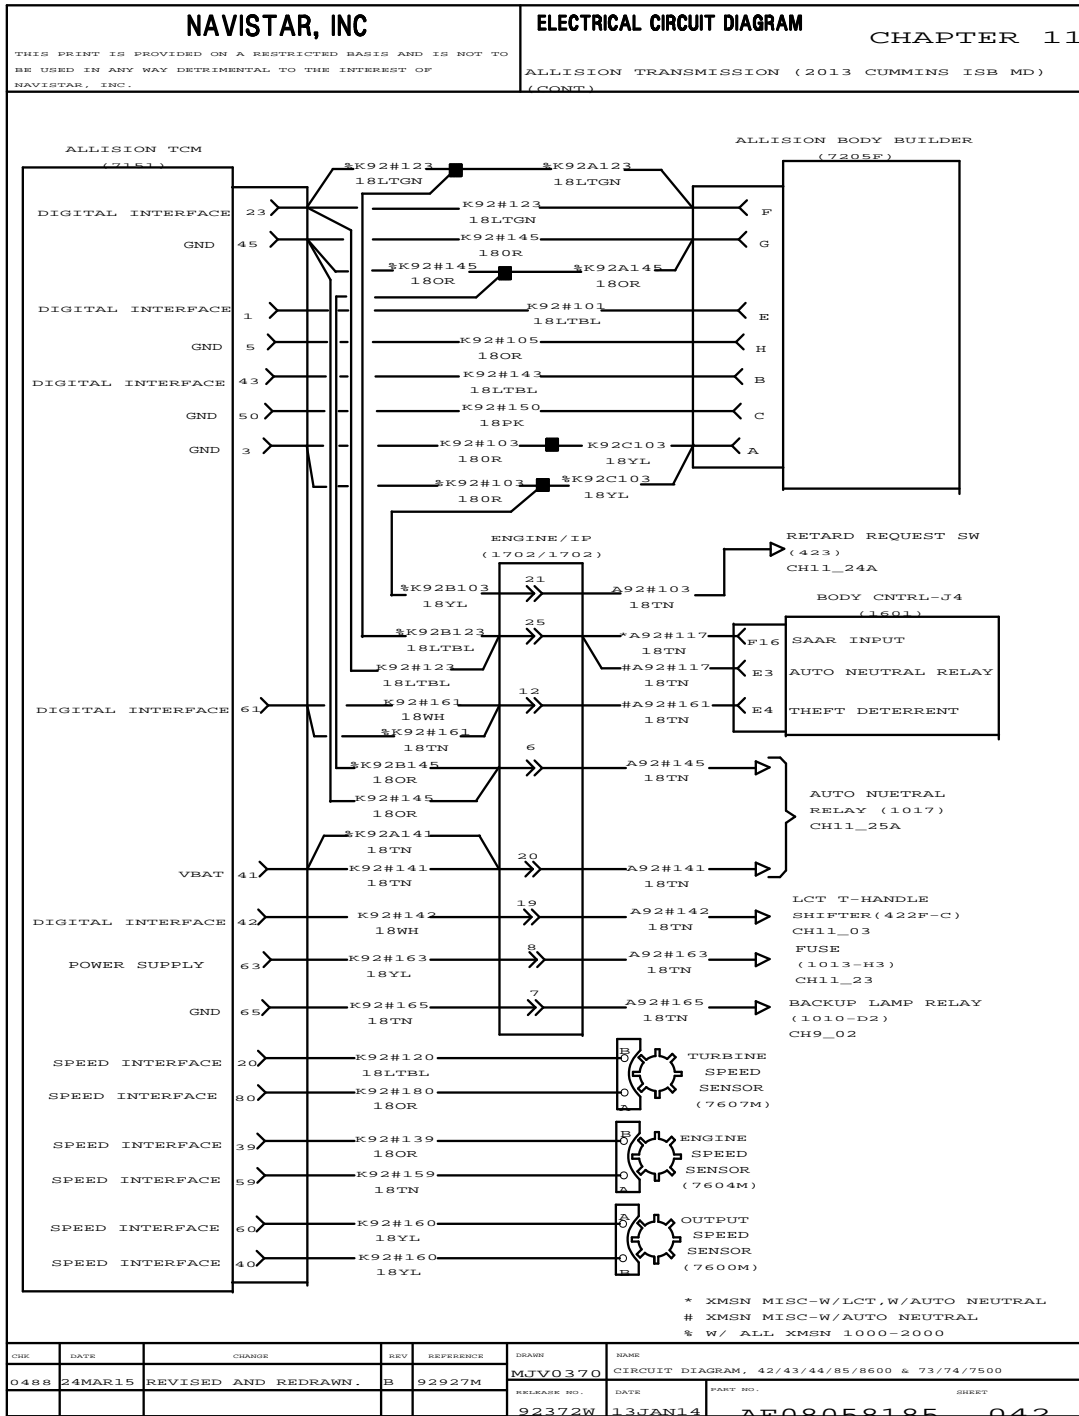 NAVISTAR, INC
THIS PRINT IS PROVIDED ON A RESTRICTED BASIS AND IS NOT TO
BE USED IN ANY WAY DETRIMENTAL TO THE INTEREST OF
NAVISTAR, INC.
ELECTRICAL CIRCUIT DIAGRAM
CHAPTER 11
ALLISION TRANSMISSION (2013 CUMMINS ISB MD)
(CONT)
ALLISION TCM
(7151)
ALLISION BODY BUILDER
(7205F)
%K92#123
18LTGN
%K92A123
18LTGN
DIGITAL INTERFACE 23
K92#123
18LTGN
F
GND 45
K92#145
18OR
G
%K92#145
18OR
%K92A145
18OR
DIGITAL INTERFACE 1
K92#101
18LTBL
E
GND 5
K92#105
18OR
H
DIGITAL INTERFACE 43
K92#143
18LTBL
B
GND 50
K92#150
18PK
C
GND 3
K92#103
18OR
K92C103
18YL
A
%K92#103
18OR
%K92C103
18YL
ENGINE/IP
(1702/1702)
RETARD REQUEST SW
(423)
CH11_24A
%K92B103
18YL
21
A92#103
18TN
BODY CNTRL-J4
(1601)
%K92B123
18LTBL
25
*A92#117
18TN
F16 SAAR INPUT
K92#123
18LTBL
#A92#117
18TN
E3 AUTO NEUTRAL RELAY
DIGITAL INTERFACE 61
K92#161
18WH
12
#A92#161
18TN
E4 THEFT DETERRENT
%K92#161
18TN
%K92B145
18OR
6
A92#145
18TN
K92#145
18OR
AUTO NUETRAL
RELAY (1017)
CH11_25A
%K92A141
18TN
VBAT 41
K92#141
18TN
20
A92#141
18TN
DIGITAL INTERFACE 42
K92#142
18WH
19
A92#142
18TN
LCT T-HANDLE
SHIFTER(422F-C)
CH11_03
POWER SUPPLY 63
K92#163
18YL
8
A92#163
18TN
FUSE
(1013-H3)
CH11_23
GND 65
K92#165
18TN
7
A92#165
18TN
BACKUP LAMP RELAY
(1010-D2)
CH9_02
SPEED INTERFACE 20
K92#120
18LTBL
B
SPEED INTERFACE 80
K92#180
18OR
A
TURBINE
SPEED
SENSOR
(7607M)
SPEED INTERFACE 39
K92#139
18OR
B
SPEED INTERFACE 59
K92#159
18TN
A
ENGINE
SPEED
SENSOR
(7604M)
SPEED INTERFACE 60
K92#160
18YL
A
SPEED INTERFACE 40
K92#160
18YL
B
OUTPUT
SPEED
SENSOR
(7600M)
* XMSN MISC-W/LCT,W/AUTO NEUTRAL
# XMSN MISC-W/AUTO NEUTRAL
% W/ ALL XMSN 1000-2000
CHK DATE CHANGE REV REFERENCE
0488 24MAR15 REVISED AND REDRAWN. B 92927M
DRAWN
MJV0370
NAME
CIRCUIT DIAGRAM, 42/43/44/85/8600 & 73/74/7500
RELEASE NO.
92372W
DATE
13JAN14
PART NO.
AE08058185
SHEET
042